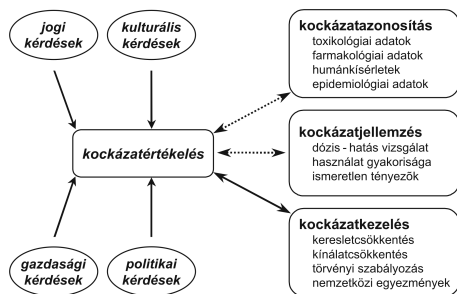 jogi
kérdések
kulturális
kérdések
kockázatértékelés
gazdasági
kérdések
politikai
kérdések
kockázatazonosítás
toxikológiai adatok
farmakológiai adatok
humánkísérletek
epidemiológiai adatok
kockázatjellemzés
dózis - hatás vizsgálat
használat gyakorisága
ismeretlen tényezők
kockázatkezelés
keresletcsökkentés
kínálatcsökkentés
törvényi szabályozás
nemzetközi egyezmények